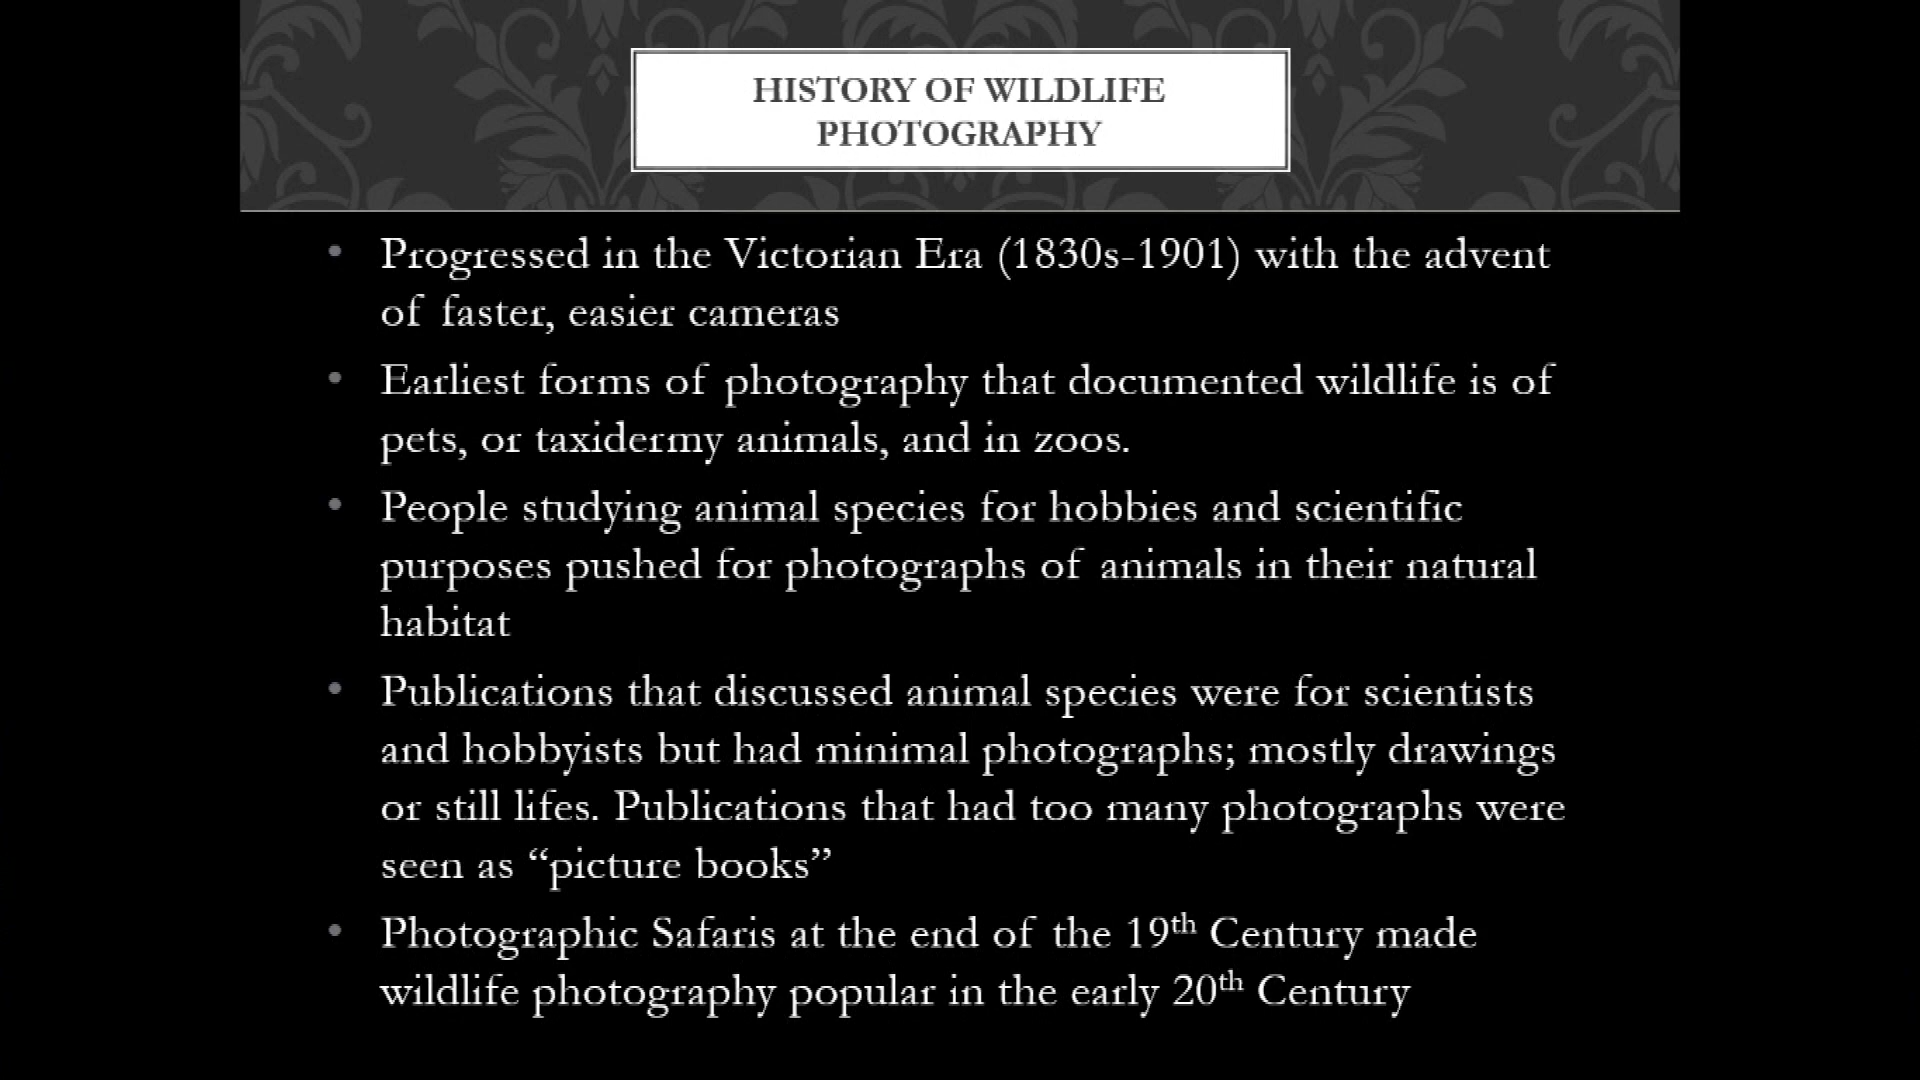 HISTORY OF WILDLIFE
PHOTOGRAPHY
• Progressed in the Victorian Era (1830s-1901) with the advent
of faster, easier cameras
• Earliest forms of photography that documented wildlife is of
pets, or taxidermy animals, and in zoos.
• People studying animal species for hobbies and scientific
purposes pushed for photographs of animals in their natural
habitat
• Publications that discussed animal species were for scientists
and hobbyists but had minimal photographs; mostly drawings
or still lifes. Publications that had too many photographs were
seen as “picture books”
• Photographic Safaris at the end of the 19th Century made
wildlife photography popular in the early 20th Century